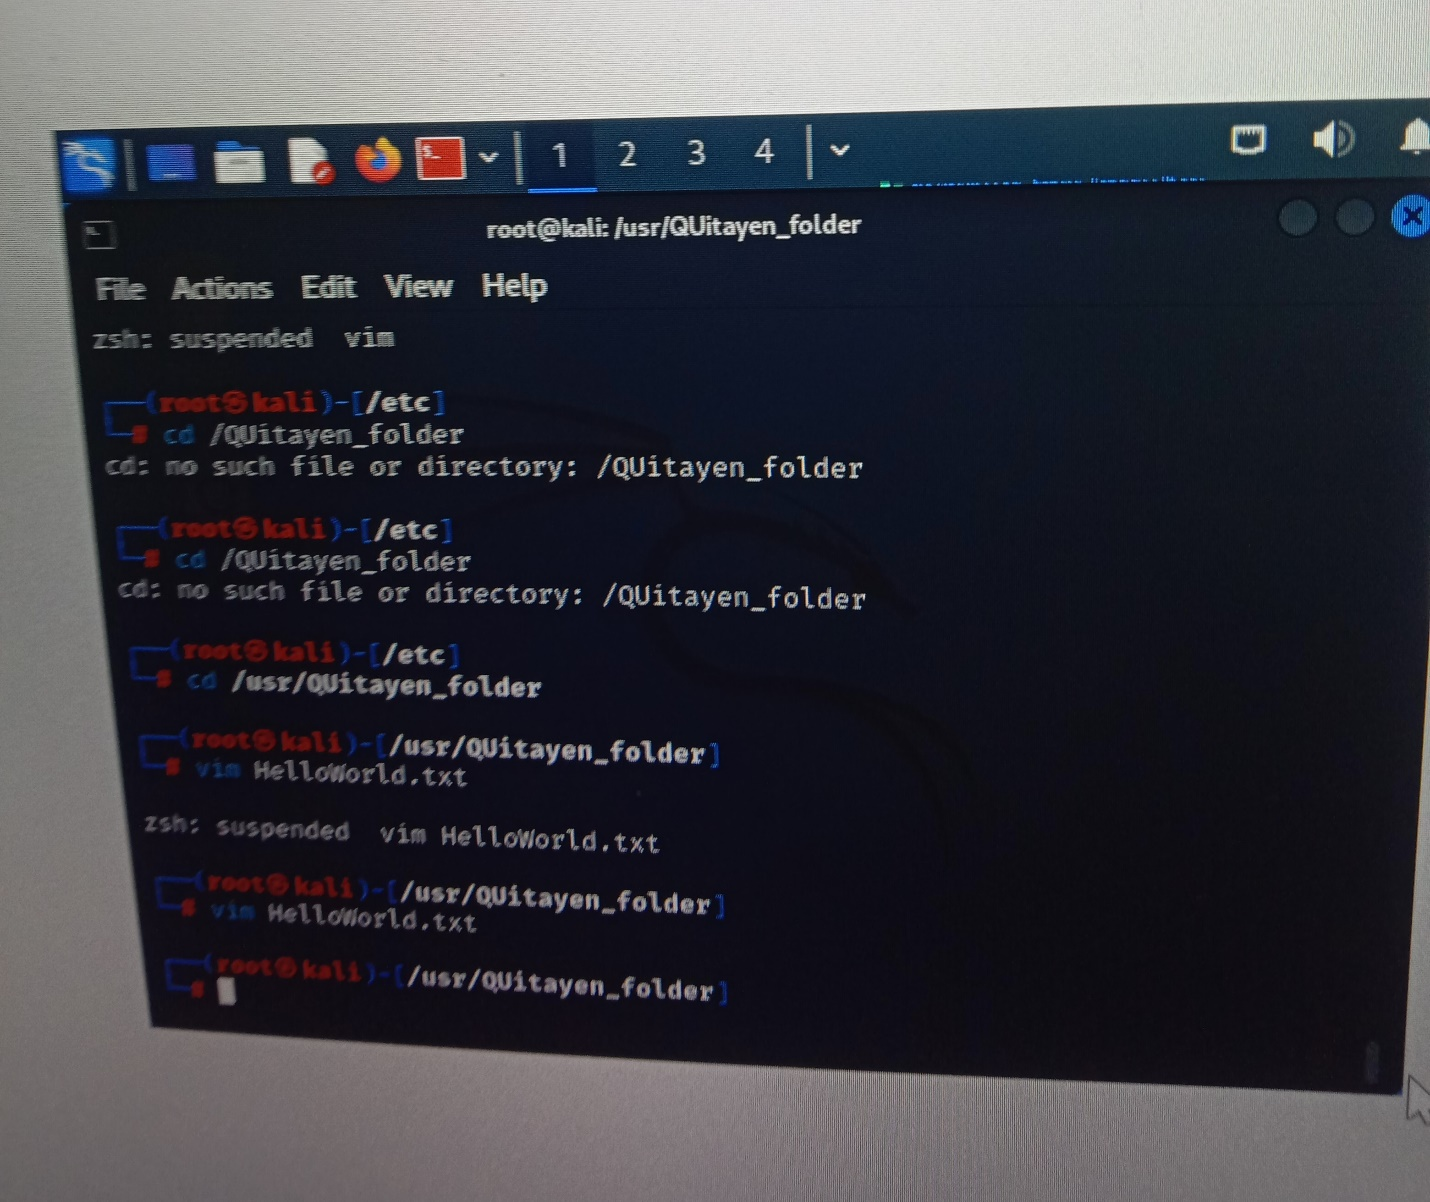 1 2 3 4
root@kali: /usr/QUitayen_folder
File Actions Edit View Help
zsh: suspended  vim
┌──(root㉿kali)-[/etc]
└─# cd /QUitayen_folder
cd: no such file or directory: /QUitayen_folder
┌──(root㉿kali)-[/etc]
└─# cd /QUitayen_folder
cd: no such file or directory: /QUitayen_folder
┌──(root㉿kali)-[/etc]
└─# cd /usr/QUitayen_folder
┌──(root㉿kali)-[/usr/QUitayen_folder]
└─# vim HelloWorld.txt
zsh: suspended  vim HelloWorld.txt
┌──(root㉿kali)-[/usr/QUitayen_folder]
└─# vim HelloWorld.txt
┌──(root㉿kali)-[/usr/QUitayen_folder]
└─#